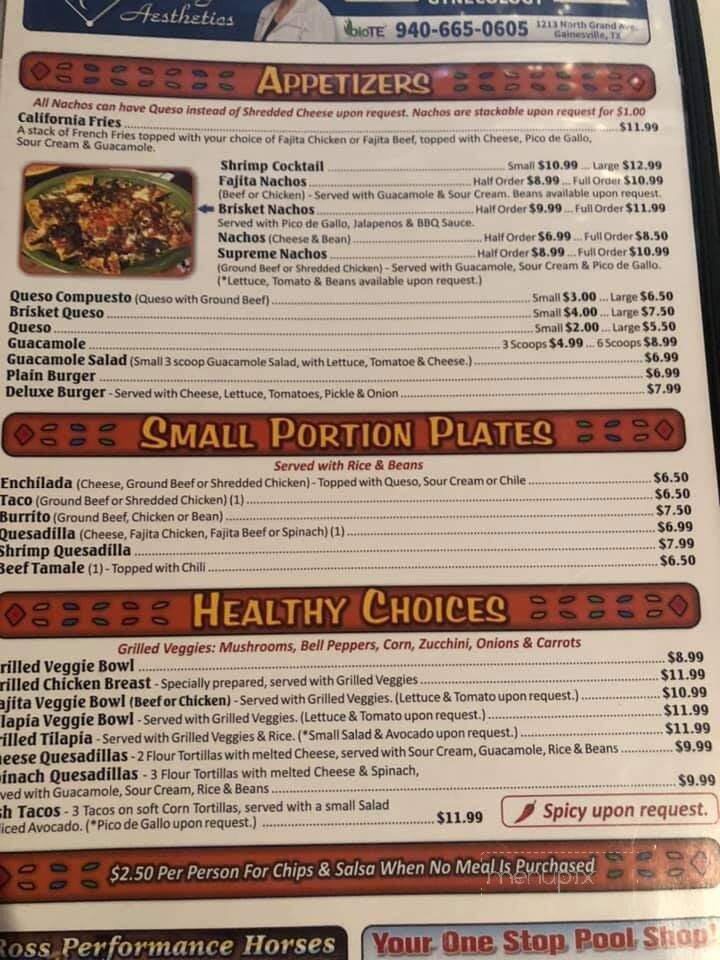 Aesthetics
GYNECOLOGY
bioTE 940-665-0605 1213 North Grand Ave.
Gainesville, TX
APPETIZERS
All Nachos can have Queso instead of Shredded Cheese upon request. Nachos are stackable upon request for $1.00
California Fries $11.99
A stack of French Fries topped with your choice of Fajita Chicken or Fajita Beef, topped with Cheese, Pico de Gallo,
Sour Cream & Guacamole.
Shrimp Cocktail Small $10.99 ... Large $12.99
Fajita Nachos Half Order $8.99 ... Full Order $10.99
(Beef or Chicken) - Served with Guacamole & Sour Cream. Beans available upon request.
Brisket Nachos Half Order $9.99 ... Full Order $11.99
Served with Pico de Gallo, Jalapenos & BBQ Sauce.
Nachos (Cheese & Bean) Half Order $6.99 ... Full Order $8.50
Supreme Nachos Half Order $8.99 ... Full Order $10.99
(Ground Beef or Shredded Chicken) - Served with Guacamole, Sour Cream & Pico de Gallo.
(*Lettuce, Tomato & Beans available upon request.)
Queso Compuesto (Queso with Ground Beef) Small $3.00 ... Large $6.50
Brisket Queso Small $4.00 ... Large $7.50
Queso Small $2.00 ... Large $5.50
Guacamole 3 Scoops $4.99 ... 6 Scoops $8.99
Guacamole Salad (Small 3 scoop Guacamole Salad, with Lettuce, Tomatoe & Cheese.) $6.99
Plain Burger $6.99
Deluxe Burger - Served with Cheese, Lettuce, Tomatoes, Pickle & Onion $7.99
SMALL PORTION PLATES
Served with Rice & Beans
Enchilada (Cheese, Ground Beef or Shredded Chicken) - Topped with Queso, Sour Cream or Chile $6.50
Taco (Ground Beef or Shredded Chicken) (1) $6.50
Burrito (Ground Beef, Chicken or Bean) $7.50
Quesadilla (Cheese, Fajita Chicken, Fajita Beef or Spinach) (1) $6.99
Shrimp Quesadilla $7.99
Beef Tamale (1) - Topped with Chili $6.50
HEALTHY CHOICES
Grilled Veggies: Mushrooms, Bell Peppers, Corn, Zucchini, Onions & Carrots
rilled Veggie Bowl $8.99
rilled Chicken Breast - Specially prepared, served with Grilled Veggies $11.99
ajita Veggie Bowl (Beef or Chicken) - Served with Grilled Veggies. (Lettuce & Tomato upon request.) $10.99
lapia Veggie Bowl - Served with Grilled Veggies. (Lettuce & Tomato upon request.) $11.99
rilled Tilapia - Served with Grilled Veggies & Rice. (*Small Salad & Avocado upon request.) $11.99
eese Quesadillas - 2 Flour Tortillas with melted Cheese, served with Sour Cream, Guacamole, Rice & Beans $9.99
inach Quesadillas - 3 Flour Tortillas with melted Cheese & Spinach,
ved with Guacamole, Sour Cream, Rice & Beans $9.99
sh Tacos - 3 Tacos on soft Corn Tortillas, served with a small Salad
liced Avocado. (*Pico de Gallo upon request.) $11.99
Spicy upon request.
$2.50 Per Person For Chips & Salsa When No Meal Is Purchased
menupix
Ross Performance Horses
Your One Stop Pool Shop!